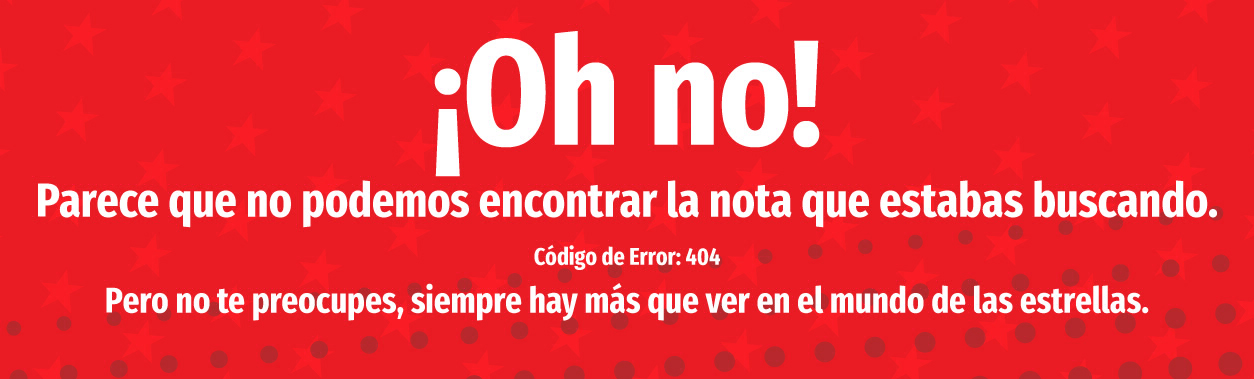 ¡Oh no!
Parece que no podemos encontrar la nota que estabas buscando.
Código de Error: 404
Pero no te preocupes, siempre hay más que ver en el mundo de las estrellas.